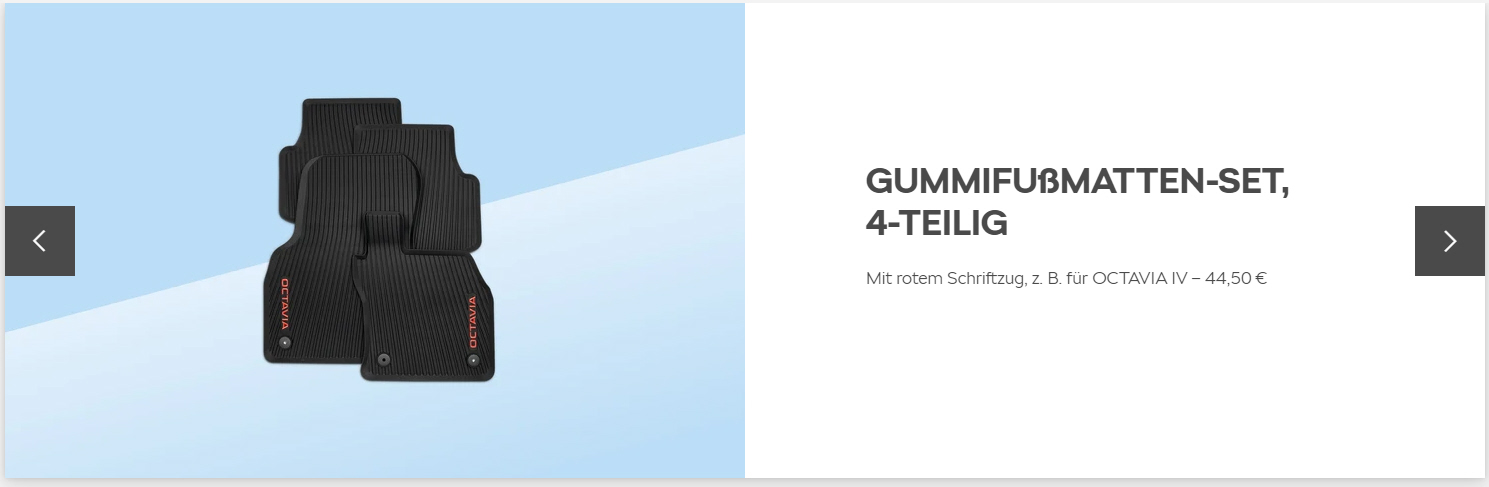 GUMMIFUßMATTEN-SET,
4-TEILIG
Mit rotem Schriftzug, z. B. für OCTAVIA IV – 44,50 €
OCTAVIA
OCTAVIA